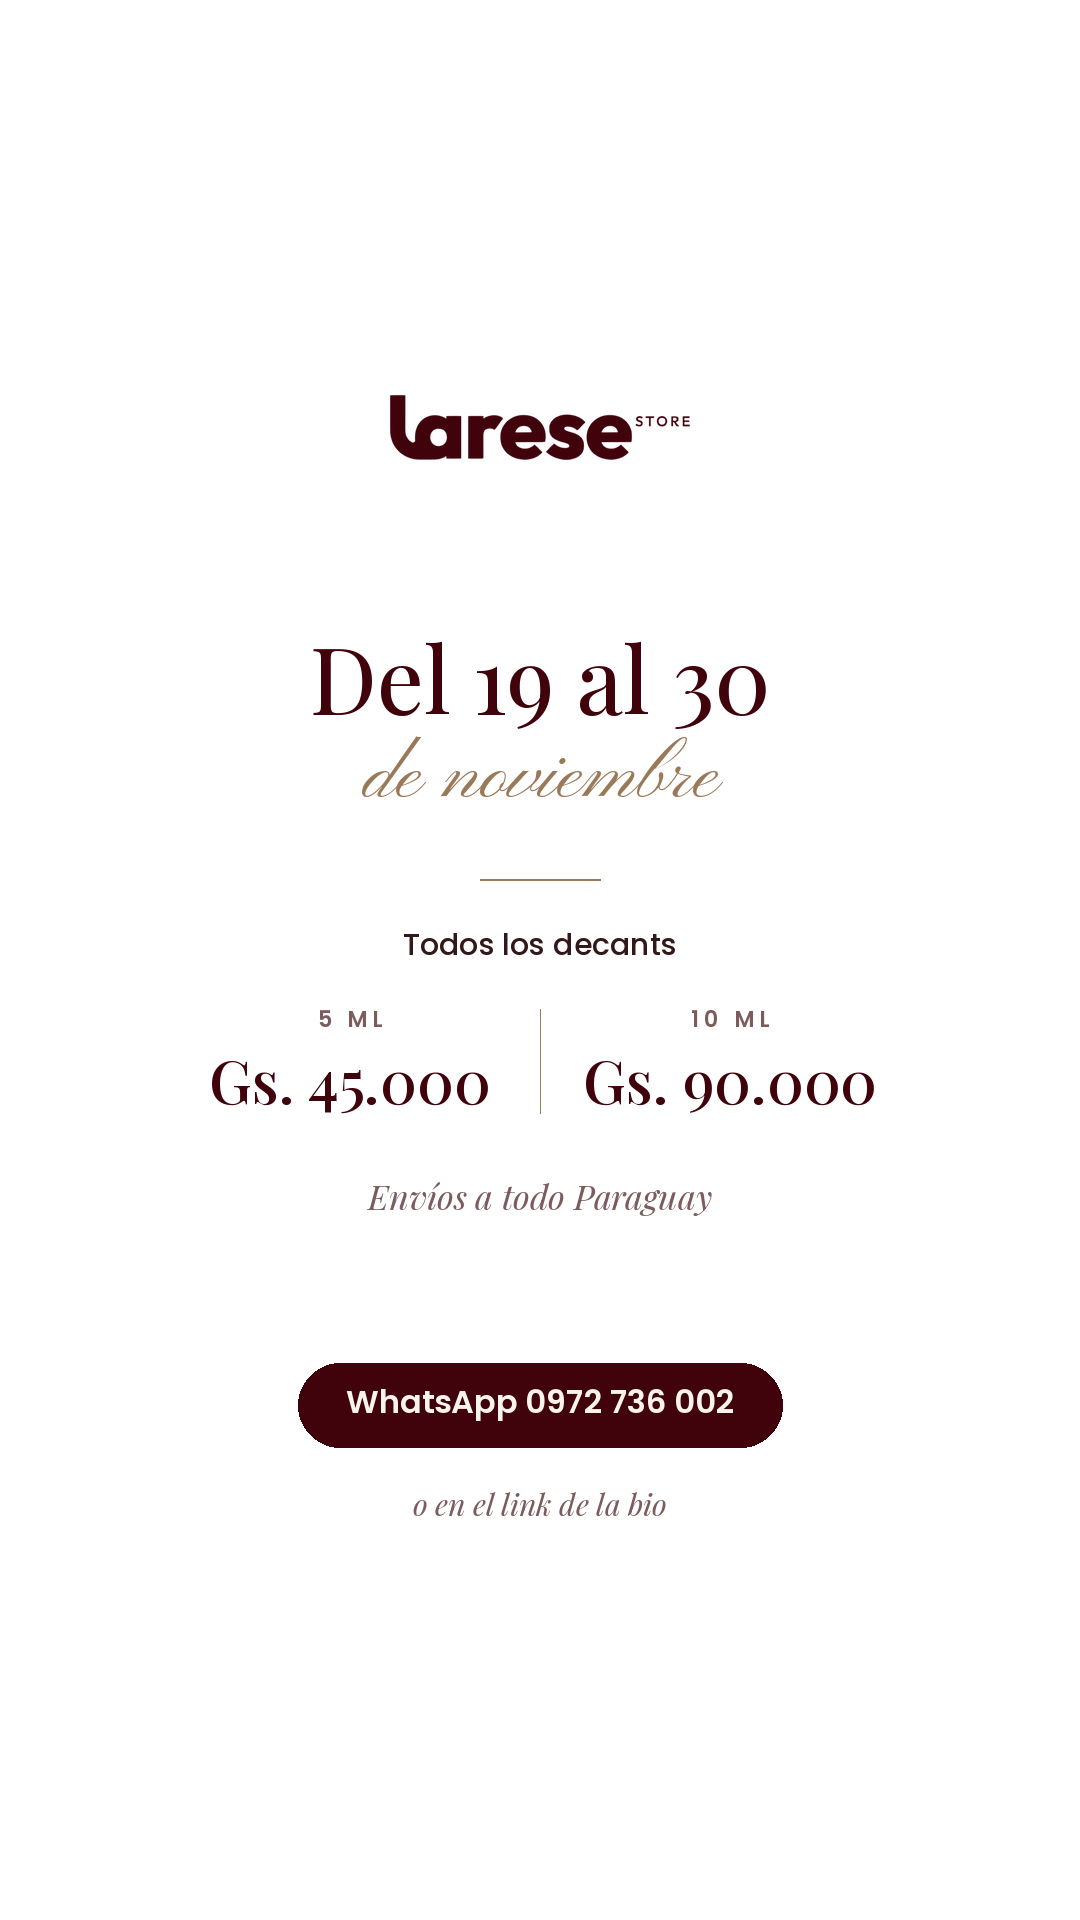 larese STORE
Del 19 al 30
de noviembre
Todos los decants
5 ML
Gs. 45.000
10 ML
Gs. 90.000
Envíos a todo Paraguay
WhatsApp 0972 736 002
o en el link de la bio